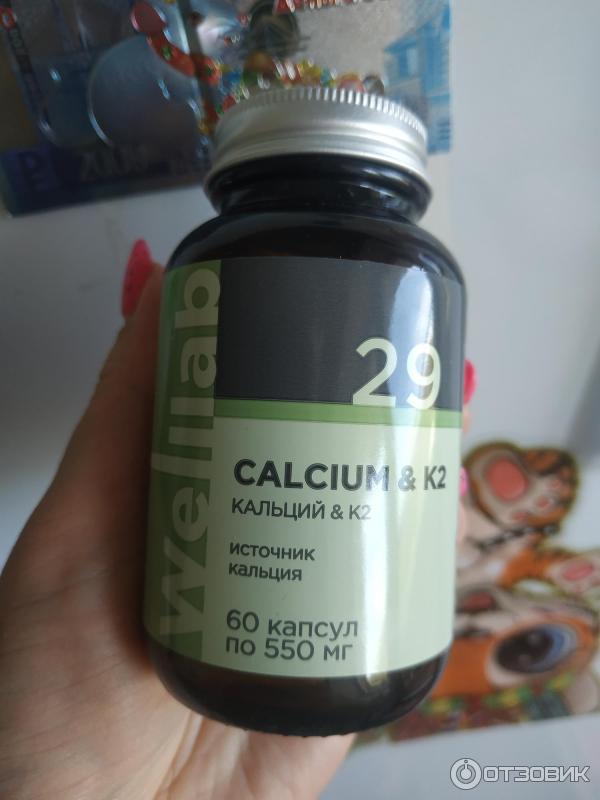 welllab
29
CALCIUM & K2
КАЛЬЦИЙ & K2
источник
кальция
60 капсул
по 550 мг
ОТЗОВИК